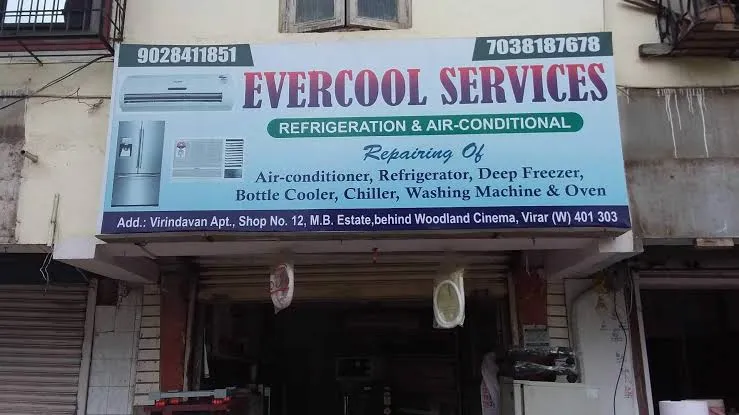 9028411851
7038187678
EVERCOOL SERVICES
REFRIGERATION & AIR-CONDITIONAL
Repairing Of
Air-conditioner, Refrigerator, Deep Freezer,
Bottle Cooler, Chiller, Washing Machine & Oven
Add.: Virindavan Apt., Shop No. 12, M.B. Estate,behind Woodland Cinema, Virar (W) 401 303